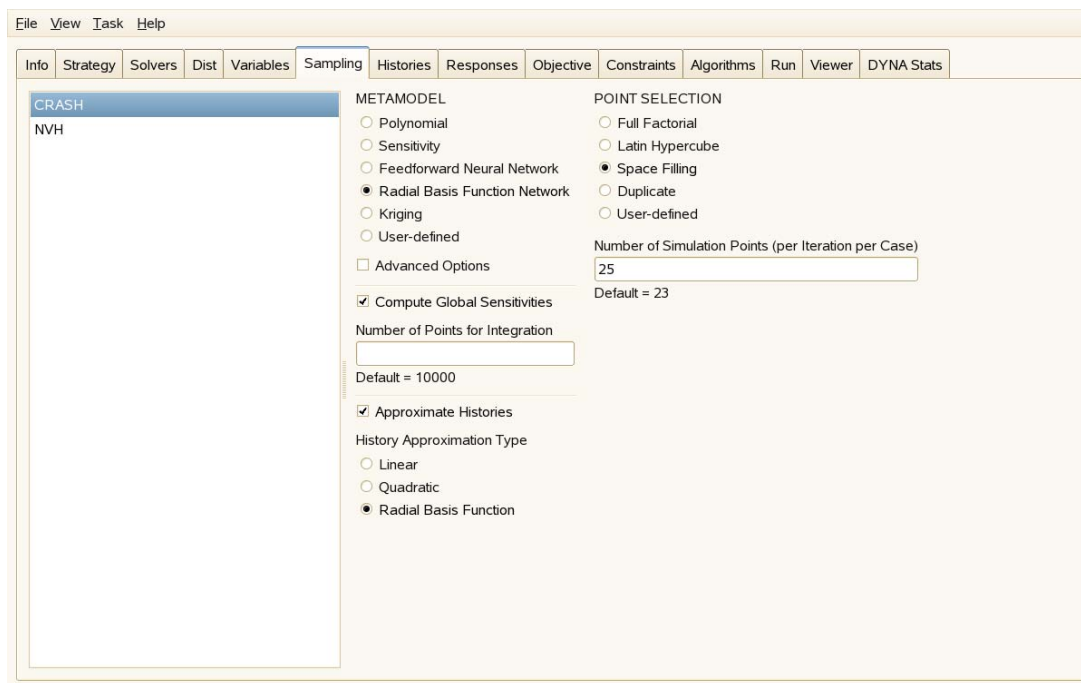 File View Task Help
Info Strategy Solvers Dist Variables Sampling Histories Responses Objective Constraints Algorithms Run Viewer DYNA Stats
CRASH
NVH
METAMODEL
Polynomial
Sensitivity
Feedforward Neural Network
Radial Basis Function Network
Kriging
User-defined
Advanced Options
Compute Global Sensitivities
Number of Points for Integration
Default = 10000
Approximate Histories
History Approximation Type
Linear
Quadratic
Radial Basis Function
POINT SELECTION
Full Factorial
Latin Hypercube
Space Filling
Duplicate
User-defined
Number of Simulation Points (per Iteration per Case)
25
Default = 23